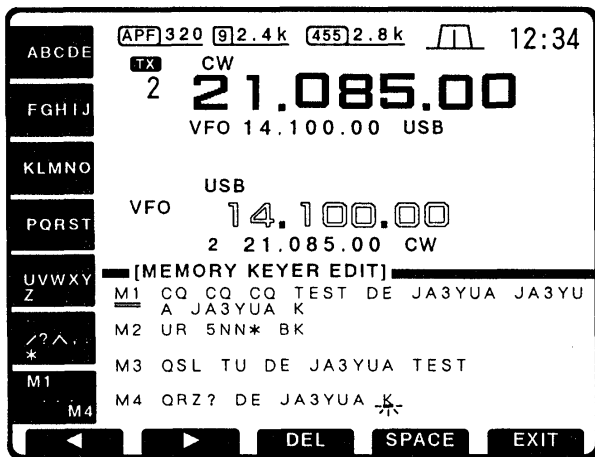 APF 320 9 2.4k 455 2.8k 12:34
TX CW
2 21.085.00
VFO 14.100.00 USB
USB
VFO 14.100.00
2 21.085.00 CW
[MEMORY KEYER EDIT]
M1 CQ CQ CQ TEST DE JA3YUA JA3YU
A JA3YUA K
M2 UR 5NN* BK
M3 QSL TU DE JA3YUA TEST
M4 QRZ? DE JA3YUA K
ABCDE
FGHIJ
KLMNO
PQRST
UVWXY
Z
/?^..
*
M1
...
M4
◀ ▶ DEL SPACE EXIT